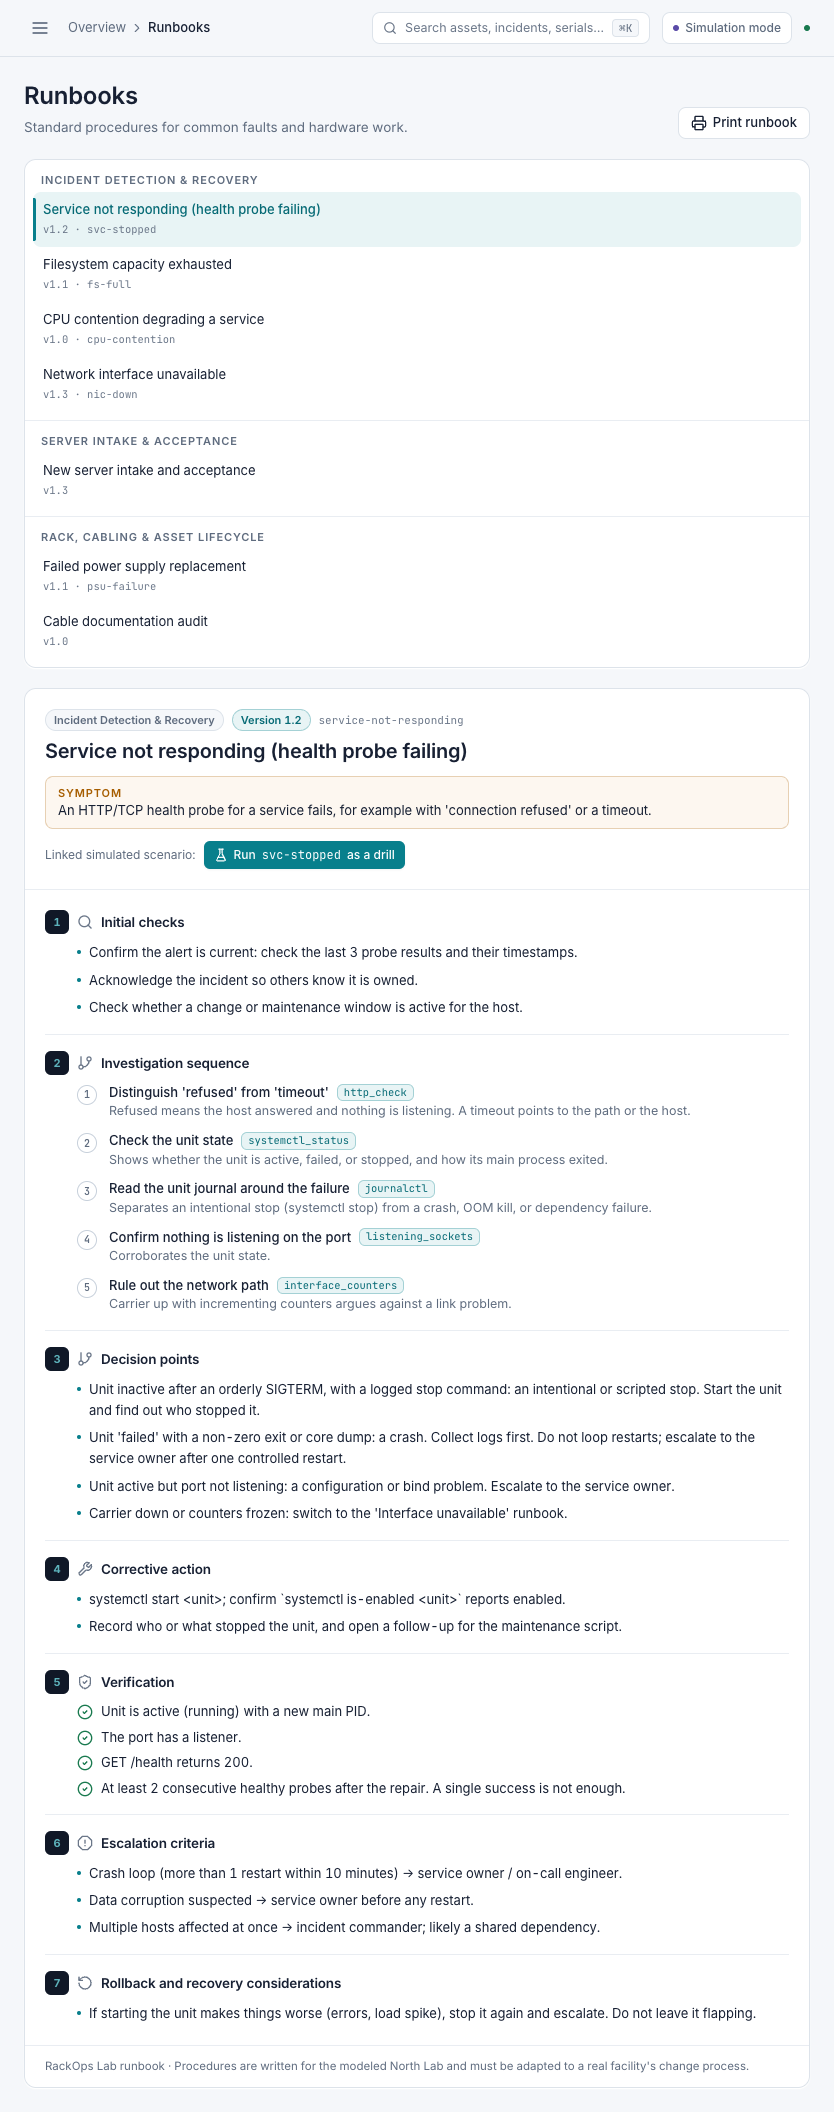 Overview > Runbooks
Search assets, incidents, serials... ⌘K
Simulation mode
Runbooks
Standard procedures for common faults and hardware work.
Print runbook
INCIDENT DETECTION & RECOVERY
Service not responding (health probe failing)
v1.2 · svc-stopped
Filesystem capacity exhausted
v1.1 · fs-full
CPU contention degrading a service
v1.0 · cpu-contention
Network interface unavailable
v1.3 · nic-down
SERVER INTAKE & ACCEPTANCE
New server intake and acceptance
v1.3
RACK, CABLING & ASSET LIFECYCLE
Failed power supply replacement
v1.1 · psu-failure
Cable documentation audit
v1.0
Incident Detection & Recovery Version 1.2 service-not-responding
Service not responding (health probe failing)
SYMPTOM
An HTTP/TCP health probe for a service fails, for example with 'connection refused' or a timeout.
Linked simulated scenario: Run svc-stopped as a drill
1 Initial checks
• Confirm the alert is current: check the last 3 probe results and their timestamps.
• Acknowledge the incident so others know it is owned.
• Check whether a change or maintenance window is active for the host.
2 Investigation sequence
1 Distinguish 'refused' from 'timeout' http_check
Refused means the host answered and nothing is listening. A timeout points to the path or the host.
2 Check the unit state systemctl_status
Shows whether the unit is active, failed, or stopped, and how its main process exited.
3 Read the unit journal around the failure journalctl
Separates an intentional stop (systemctl stop) from a crash, OOM kill, or dependency failure.
4 Confirm nothing is listening on the port listening_sockets
Corroborates the unit state.
5 Rule out the network path interface_counters
Carrier up with incrementing counters argues against a link problem.
3 Decision points
• Unit inactive after an orderly SIGTERM, with a logged stop command: an intentional or scripted stop. Start the unit
and find out who stopped it.
• Unit 'failed' with a non-zero exit or core dump: a crash. Collect logs first. Do not loop restarts; escalate to the
service owner after one controlled restart.
• Unit active but port not listening: a configuration or bind problem. Escalate to the service owner.
• Carrier down or counters frozen: switch to the 'Interface unavailable' runbook.
4 Corrective action
• systemctl start <unit>; confirm `systemctl is-enabled <unit>` reports enabled.
• Record who or what stopped the unit, and open a follow-up for the maintenance script.
5 Verification
Unit is active (running) with a new main PID.
The port has a listener.
GET /health returns 200.
At least 2 consecutive healthy probes after the repair. A single success is not enough.
6 Escalation criteria
• Crash loop (more than 1 restart within 10 minutes) → service owner / on-call engineer.
• Data corruption suspected → service owner before any restart.
• Multiple hosts affected at once → incident commander; likely a shared dependency.
7 Rollback and recovery considerations
• If starting the unit makes things worse (errors, load spike), stop it again and escalate. Do not leave it flapping.
RackOps Lab runbook · Procedures are written for the modeled North Lab and must be adapted to a real facility's change process.